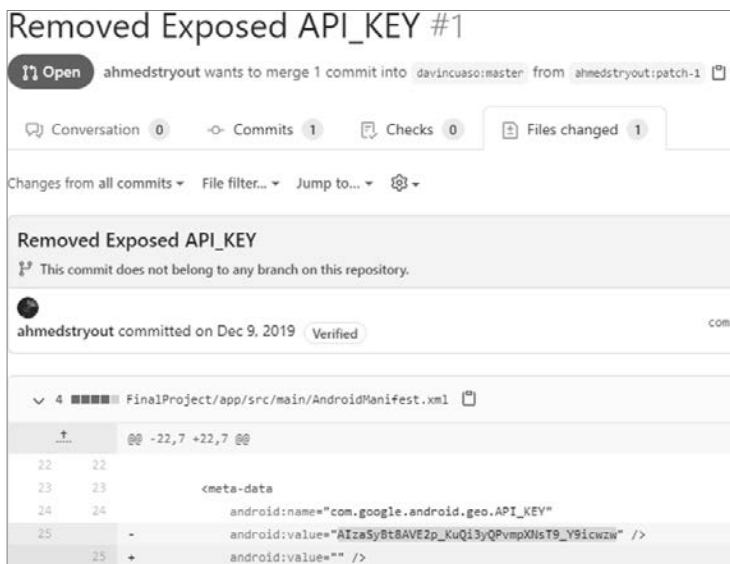 Removed Exposed API_KEY #1
Open ahmedstryout wants to merge 1 commit into davincuaso:master from ahmedstryout:patch-1
Conversation 0 Commits 1 Checks 0 Files changed 1
Changes from all commits File filter... Jump to...
Removed Exposed API_KEY
This commit does not belong to any branch on this repository.
ahmedstryout committed on Dec 9, 2019 Verified com
4 FinalProject/app/src/main/AndroidManifest.xml
@@ -22,7 +22,7 @@
22 22
23 23 <meta-data
24 24 android:name="com.google.android.geo.API_KEY"
25 - android:value="AIzaSyBt8AVE2p_KuQi3yQPvmpXNsT9_Y9icwzw" />
25 + android:value="" />